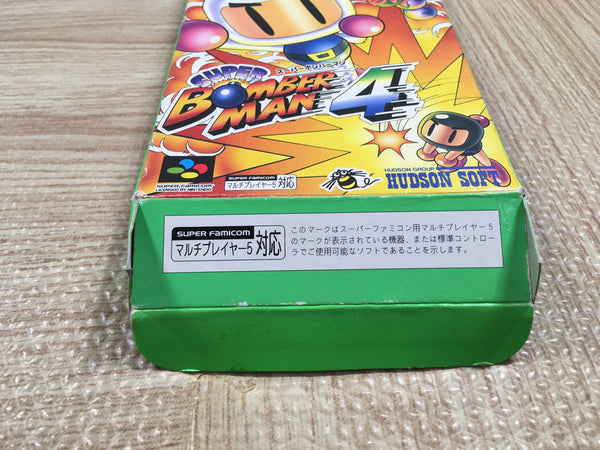 スーパーボンバーマン
SUPER
BOMBER
MAN
4
SUPER FAMICOM
LICENSED BY NINTENDO
SUPER FAMICOM
マルチプレイヤー5 対応
HUDSON GROUP
HUDSON SOFT
SUPER FAMICOM
マルチプレイヤー5 対応
このマークはスーパーファミコン用マルチプレイヤー5
のマークが表示されている機器、または標準コントロー
ラでご使用可能なソフトであることを示します。